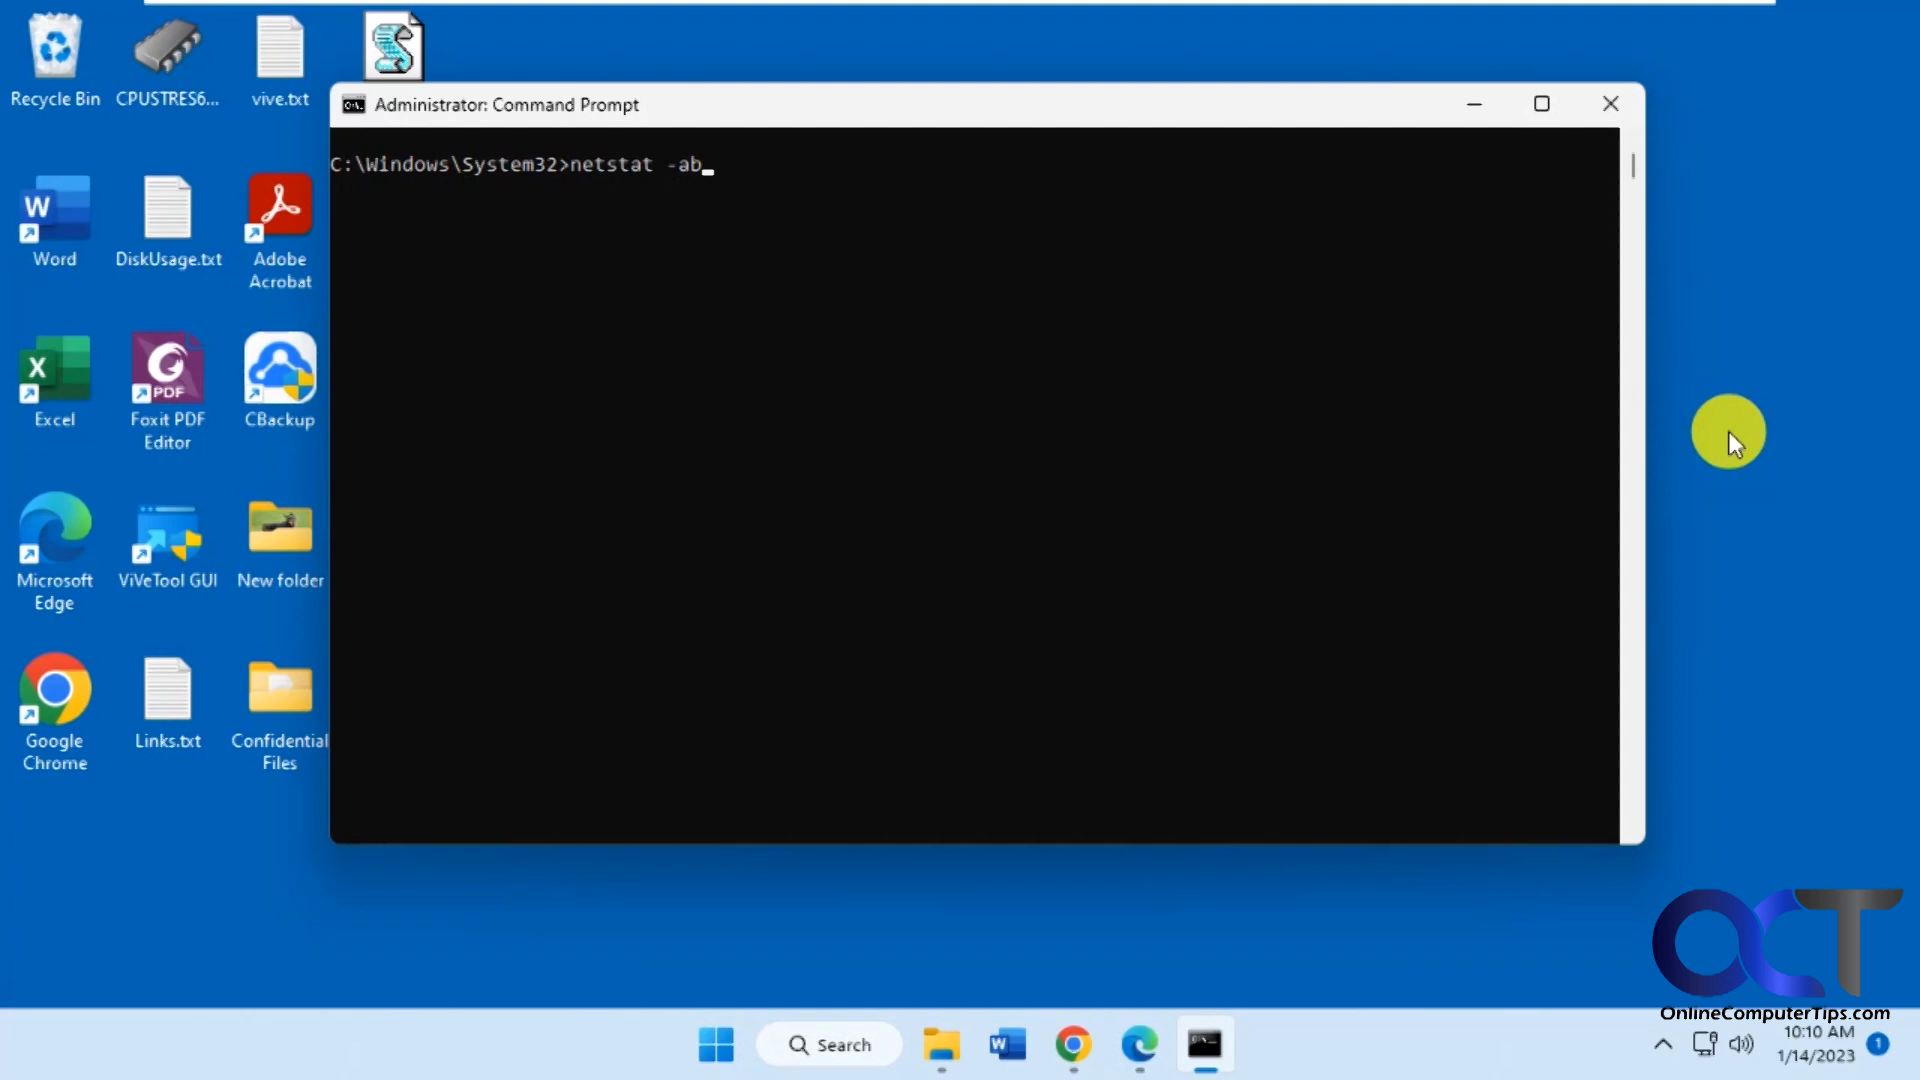 Recycle Bin
CPUSTRES6...
vive.txt
Administrator: Command Prompt
C:\Windows\System32>netstat -ab
W
Word
DiskUsage.txt
Adobe
Acrobat
X
Excel
PDF
Foxit PDF
Editor
CBackup
Microsoft
Edge
ViVeTool GUI
New folder
Google
Chrome
Links.txt
Confidential
Files
OCT
OnlineComputerTips.com
Search
W
10:10 AM
1/14/2023
1